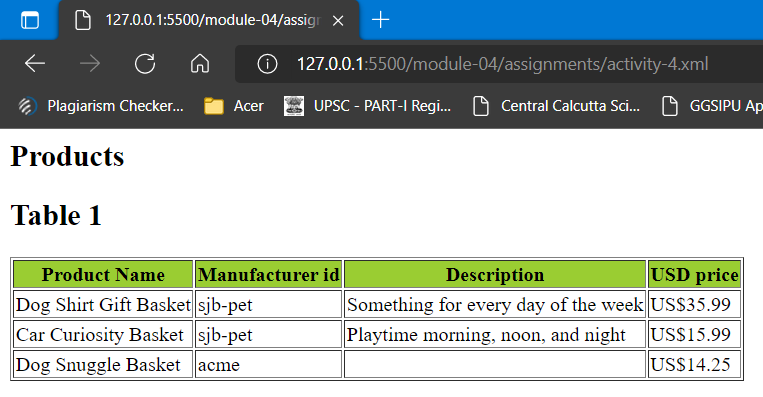 127.0.0.1:5500/module-04/assign
127.0.0.1:5500/module-04/assignments/activity-4.xml
Plagiarism Checker... Acer UPSC - PART-I Regi... Central Calcutta Sci... GGSIPU Ap
Products
Table 1
Product Name Manufacturer id Description USD price
Dog Shirt Gift Basket sjb-pet Something for every day of the week US$35.99
Car Curiosity Basket sjb-pet Playtime morning, noon, and night US$15.99
Dog Snuggle Basket acme US$14.25